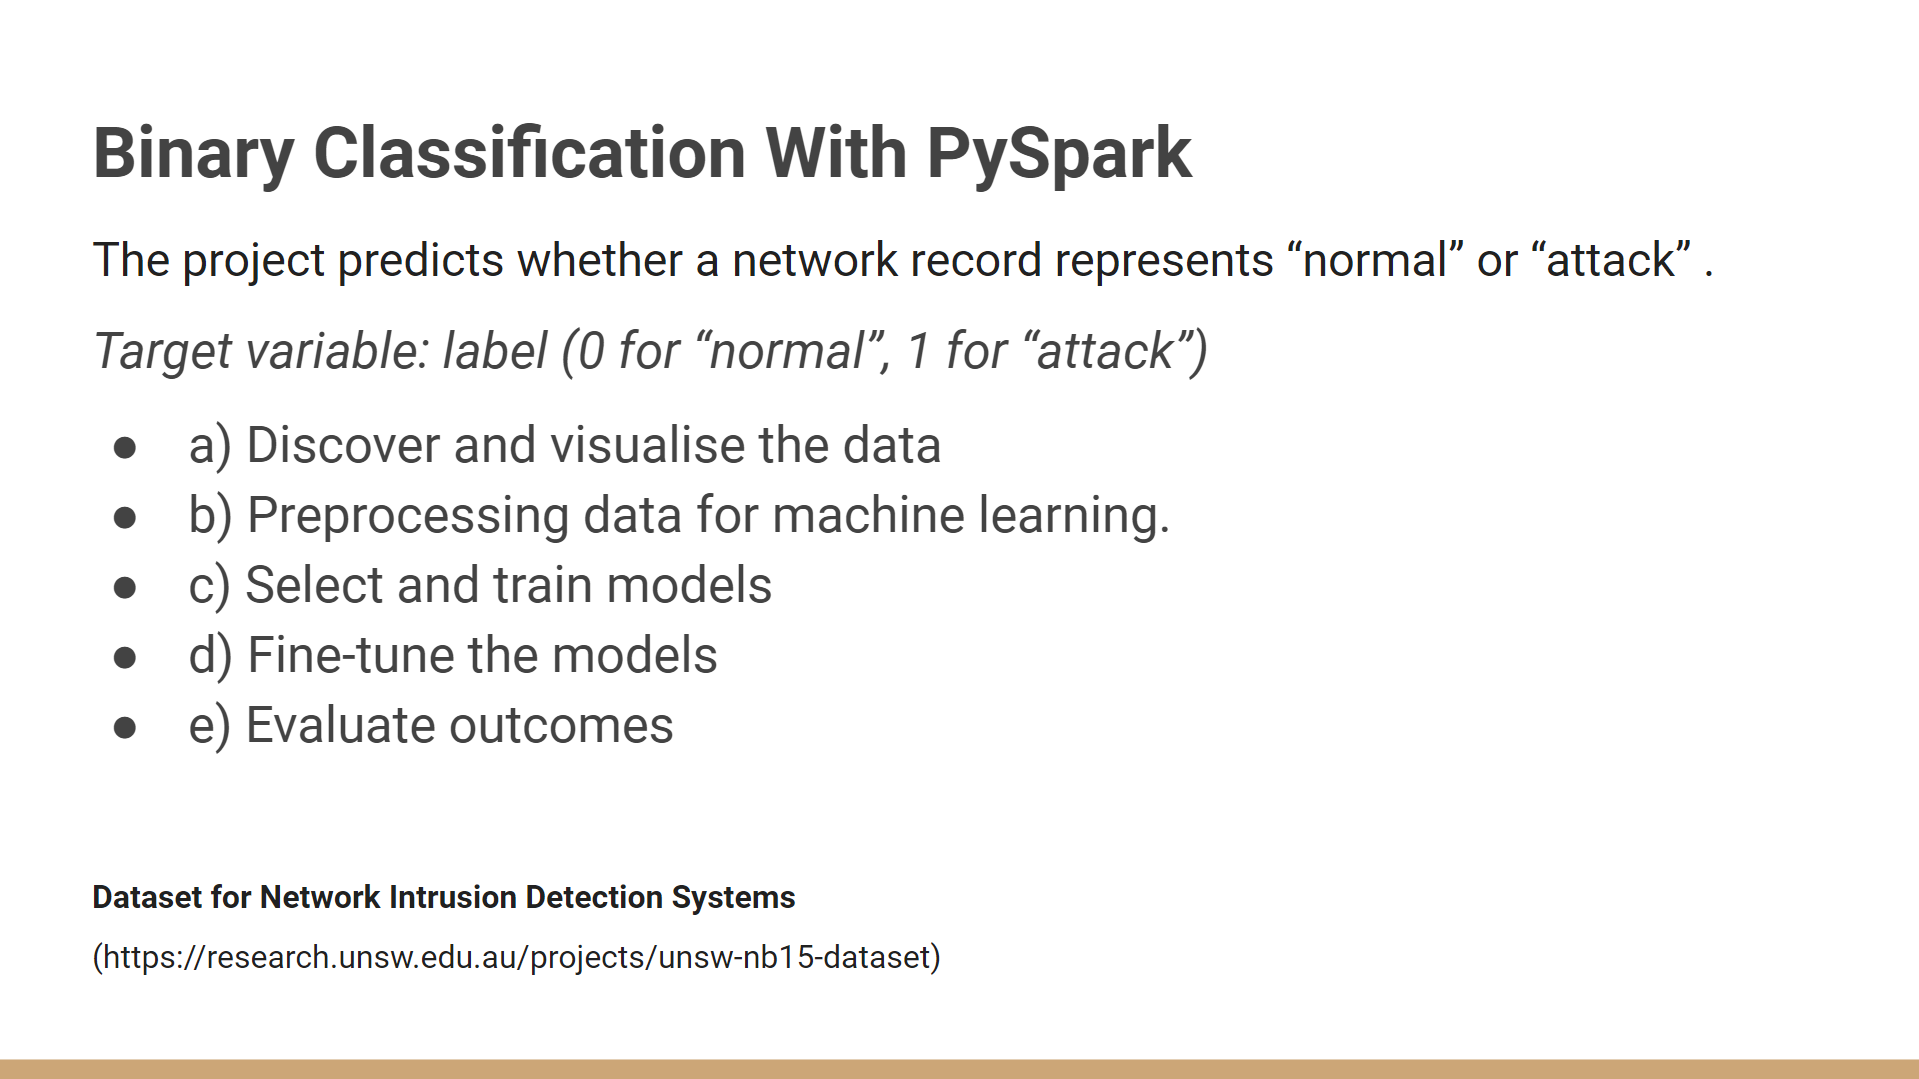 Binary Classification With PySpark
The project predicts whether a network record represents “normal” or “attack” .
Target variable: label (0 for “normal”, 1 for “attack”)
● a) Discover and visualise the data
● b) Preprocessing data for machine learning.
● c) Select and train models
● d) Fine-tune the models
● e) Evaluate outcomes
Dataset for Network Intrusion Detection Systems
(https://research.unsw.edu.au/projects/unsw-nb15-dataset)